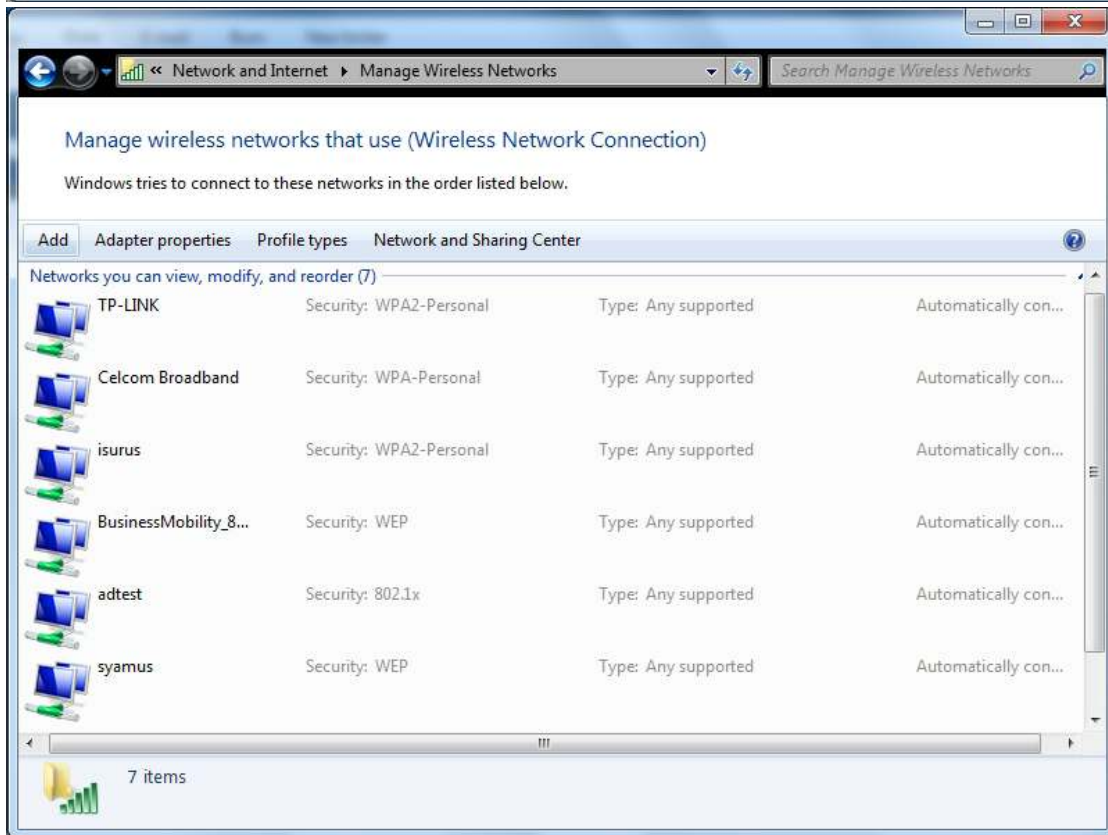 « Network and Internet ▸ Manage Wireless Networks Search Manage Wireless Networks
Manage wireless networks that use (Wireless Network Connection)
Windows tries to connect to these networks in the order listed below.
Add Adapter properties Profile types Network and Sharing Center
Networks you can view, modify, and reorder (7)
TP-LINK Security: WPA2-Personal Type: Any supported Automatically con...
Celcom Broadband Security: WPA-Personal Type: Any supported Automatically con...
isurus Security: WPA2-Personal Type: Any supported Automatically con...
BusinessMobility_8... Security: WEP Type: Any supported Automatically con...
adtest Security: 802.1x Type: Any supported Automatically con...
syamus Security: WEP Type: Any supported Automatically con...
7 items